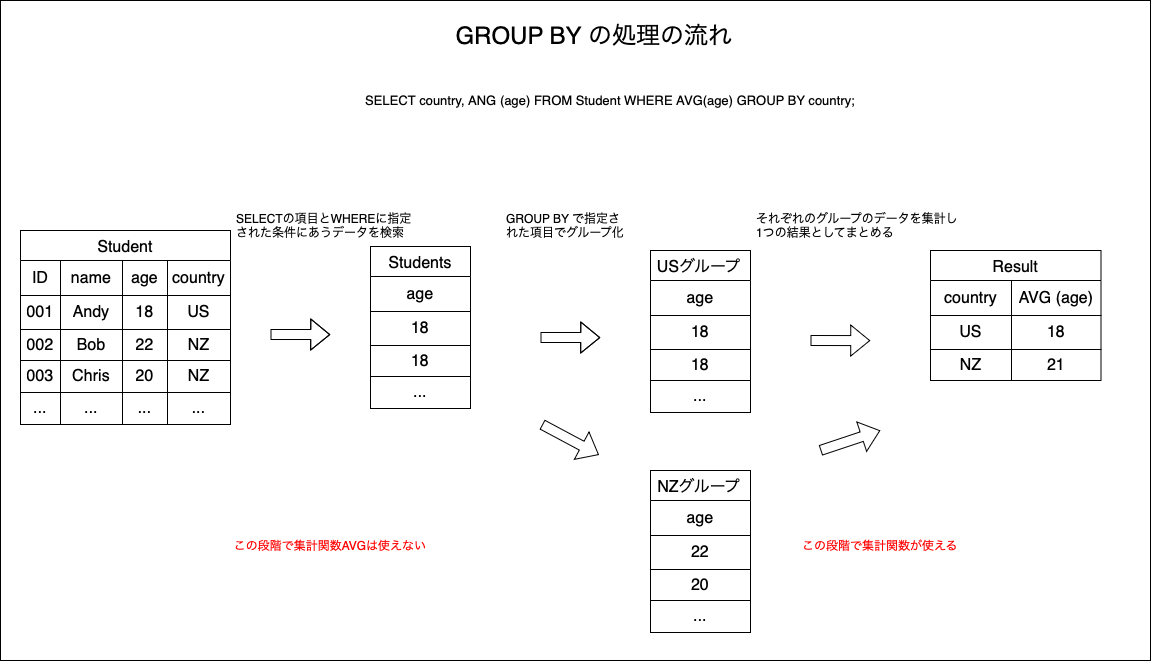 GROUP BY の処理の流れ
SELECT country, ANG (age) FROM Student WHERE AVG(age) GROUP BY country;
SELECTの項目とWHEREに指定
された条件にあうデータを検索
GROUP BY で指定さ
れた項目でグループ化
それぞれのグループのデータを集計し
1つの結果としてまとめる
Student
ID name age country
001 Andy 18 US
002 Bob 22 NZ
003 Chris 20 NZ
... ... ... ...
Students
age
18
18
...
USグループ
age
18
18
...
Result
country AVG (age)
US 18
NZ 21
NZグループ
age
22
20
...
この段階で集計関数AVGは使えない
この段階で集計関数が使える